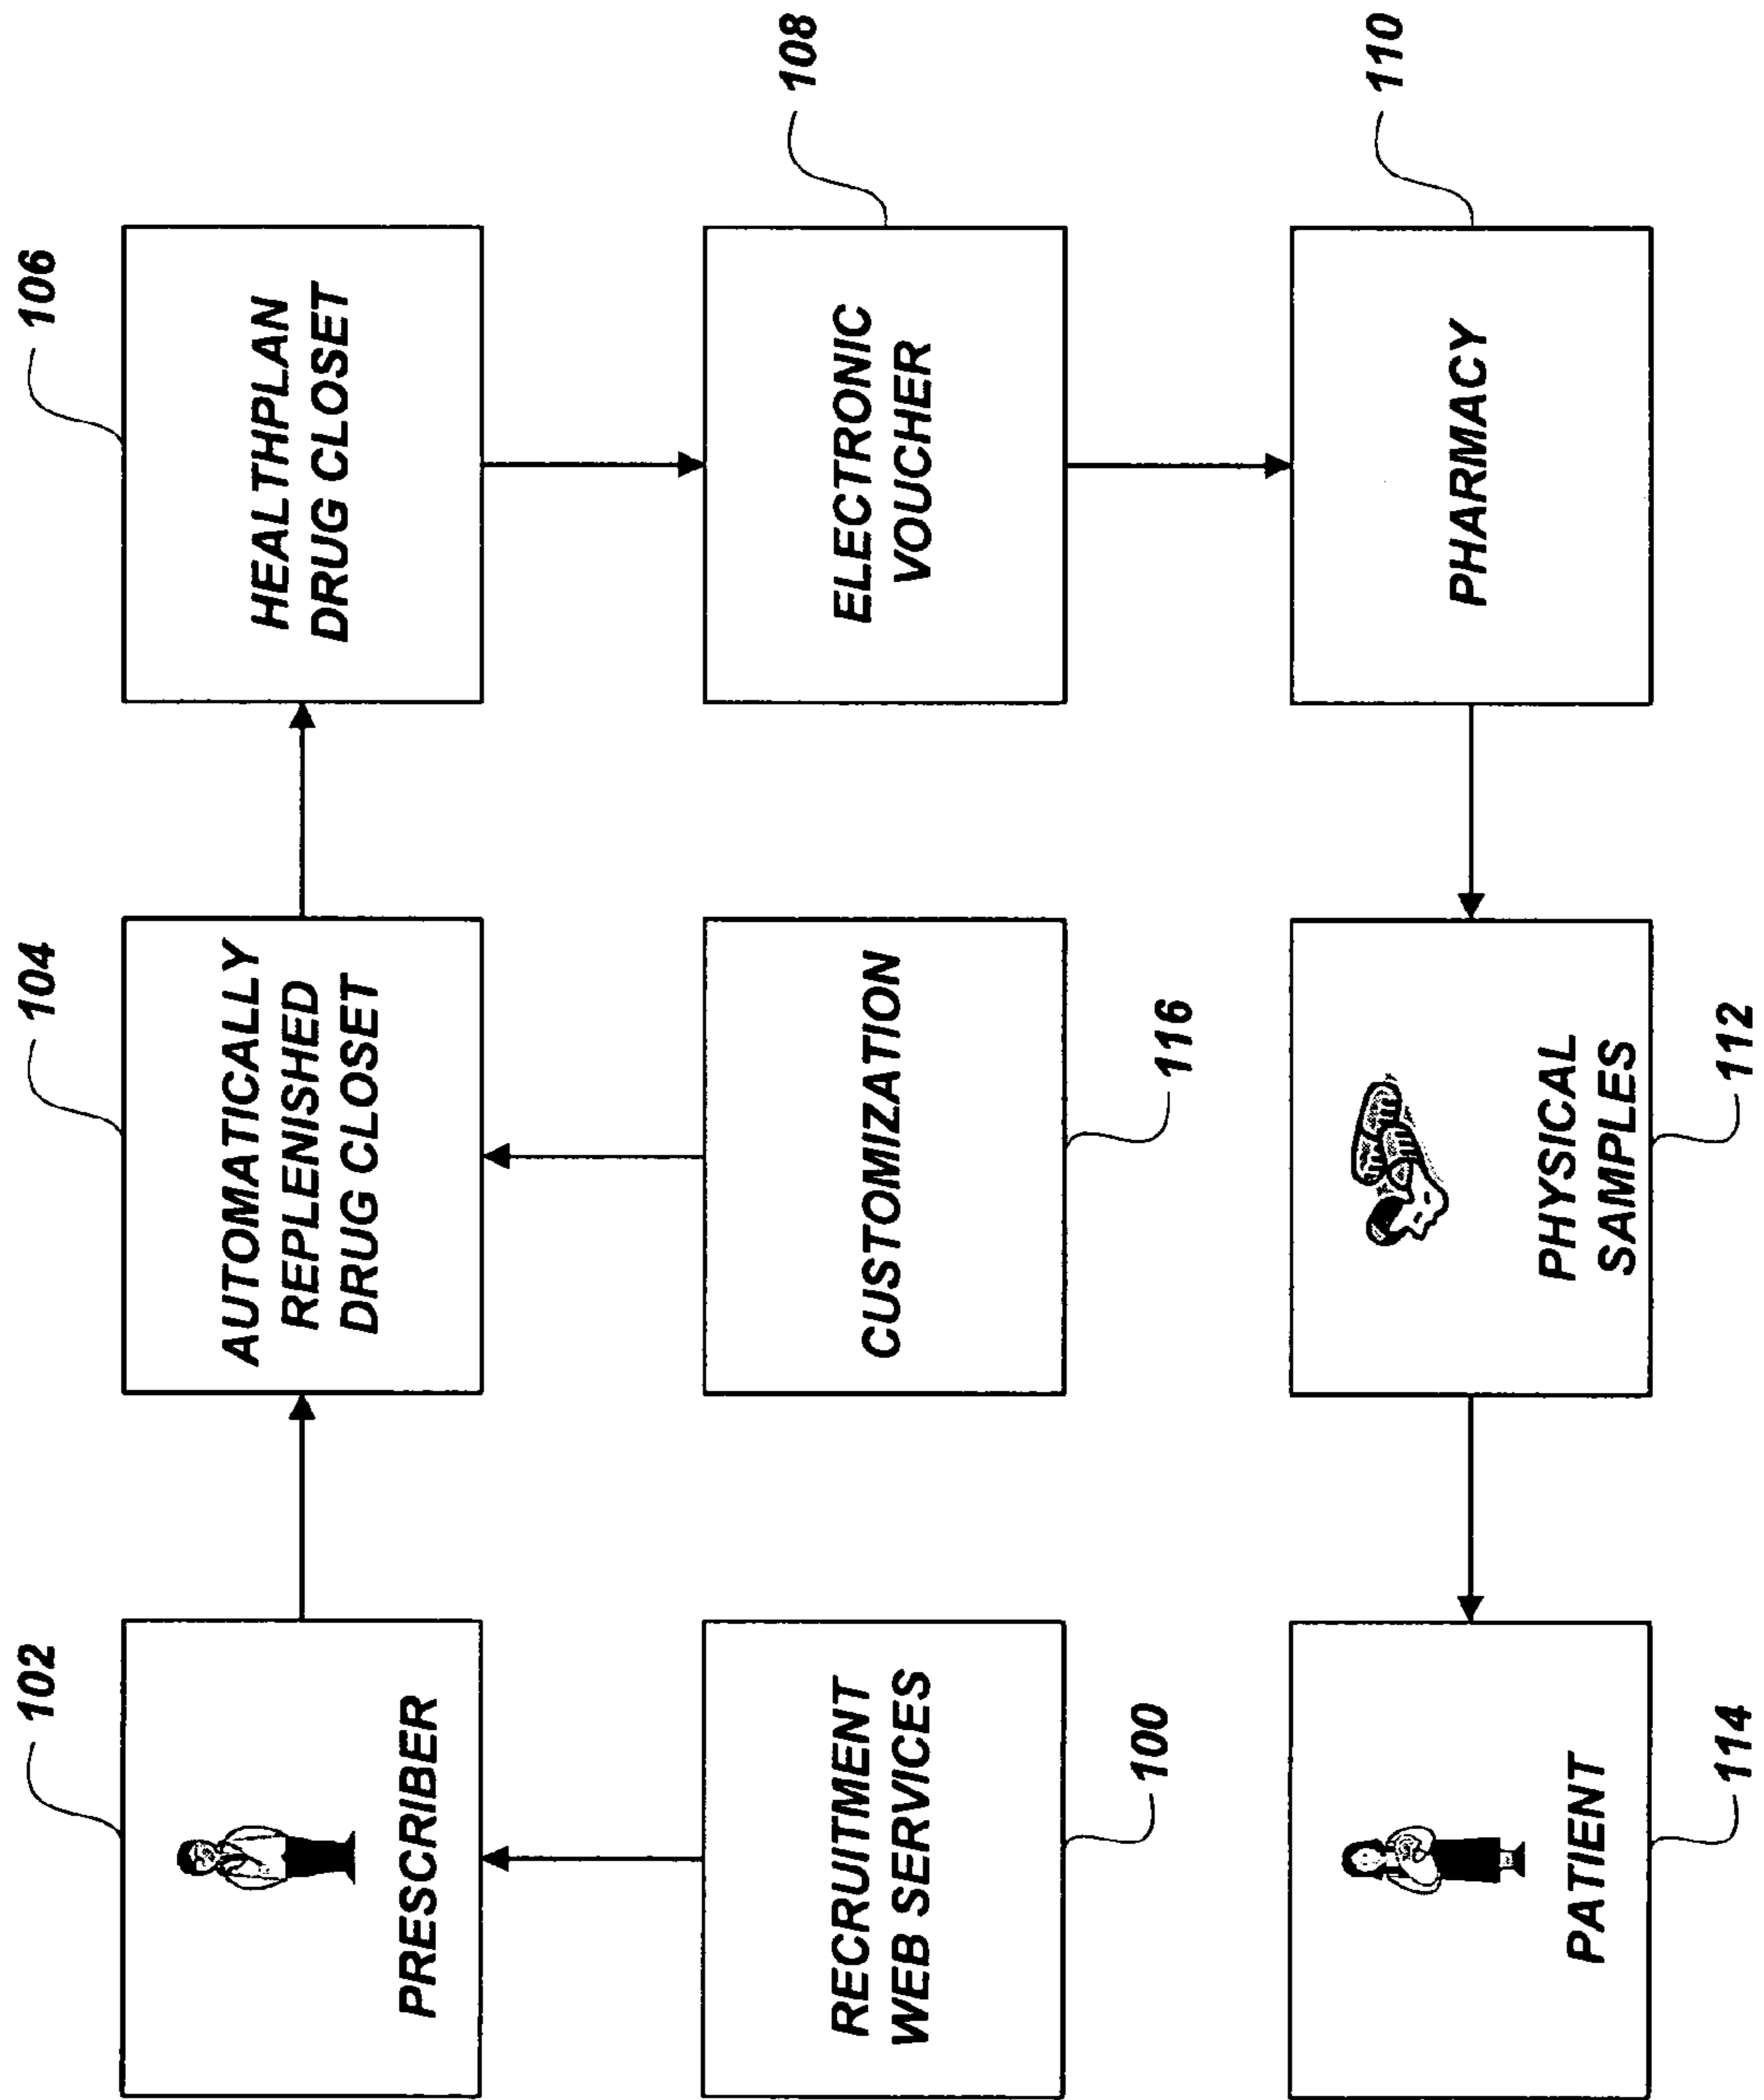 102
104
106
PRESCRIBER
AUTOMATICALLY
REPLENISHED
DRUG CLOSET
HEALTHPLAN
DRUG CLOSET
RECRUITMENT
WEB SERVICES
100
CUSTOMIZATION
116
ELECTRONIC
VOUCHER
108
PATIENT
114
PHYSICAL
SAMPLES
112
PHARMACY
110